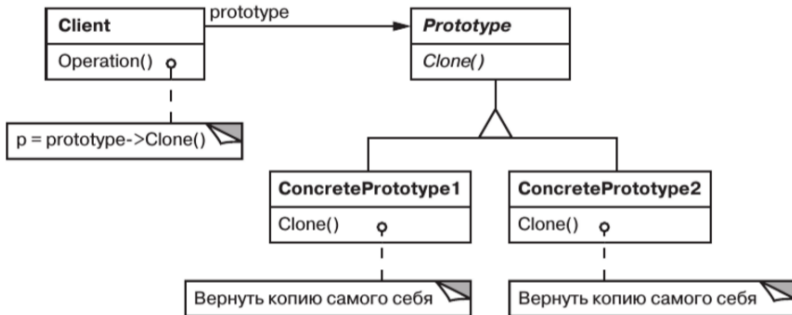 prototype
Client
Prototype
Operation()
Clone()
p = prototype->Clone()
ConcretePrototype1
ConcretePrototype2
Clone()
Clone()
Вернуть копию самого себя
Вернуть копию самого себя